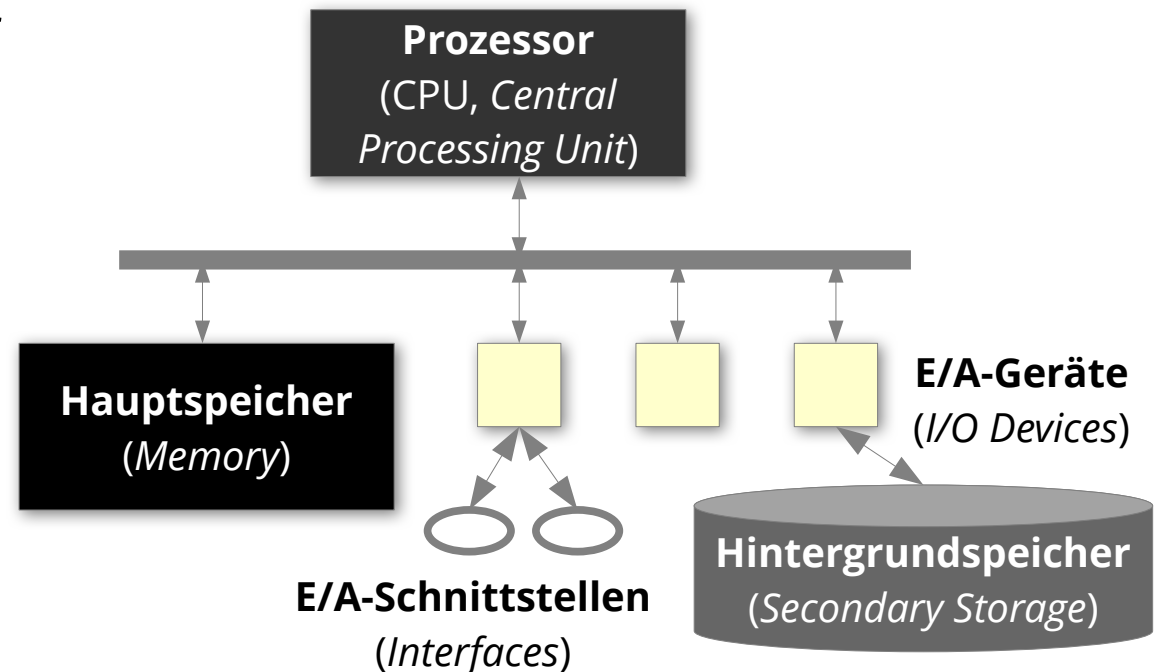 Prozessor
(CPU, Central
Processing Unit)
Hauptspeicher
(Memory)
E/A-Geräte
(I/O Devices)
Hintergrundspeicher
(Secondary Storage)
E/A-Schnittstellen
(Interfaces)